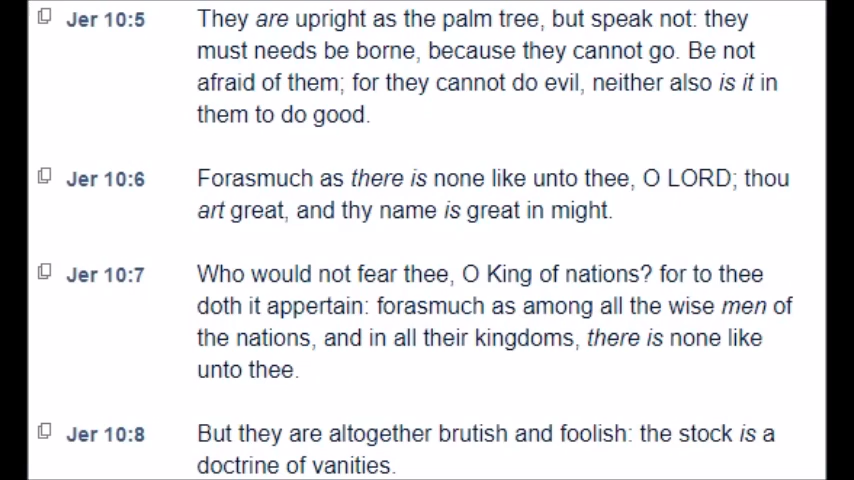 Jer 10:5 They are upright as the palm tree, but speak not: they
must needs be borne, because they cannot go. Be not
afraid of them; for they cannot do evil, neither also is it in
them to do good.
Jer 10:6 Forasmuch as there is none like unto thee, O LORD; thou
art great, and thy name is great in might.
Jer 10:7 Who would not fear thee, O King of nations? for to thee
doth it appertain: forasmuch as among all the wise men of
the nations, and in all their kingdoms, there is none like
unto thee.
Jer 10:8 But they are altogether brutish and foolish: the stock is a
doctrine of vanities.